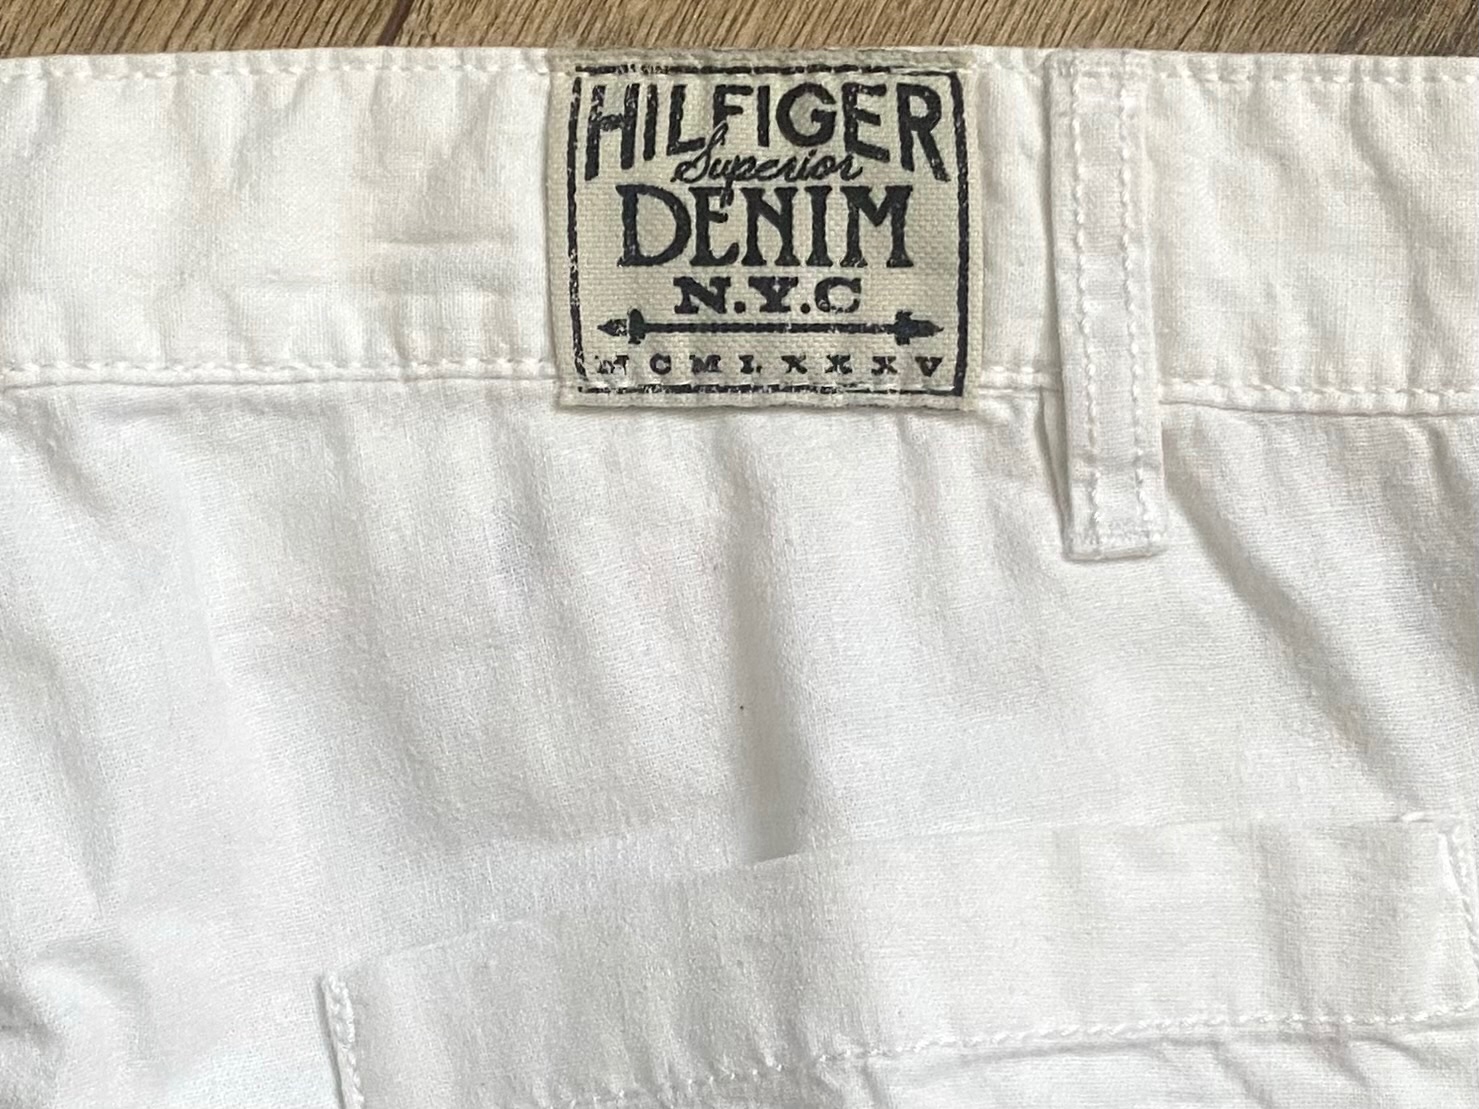 HILFIGER
Superior
DENIM
N.Y.C
MCMLXXXV